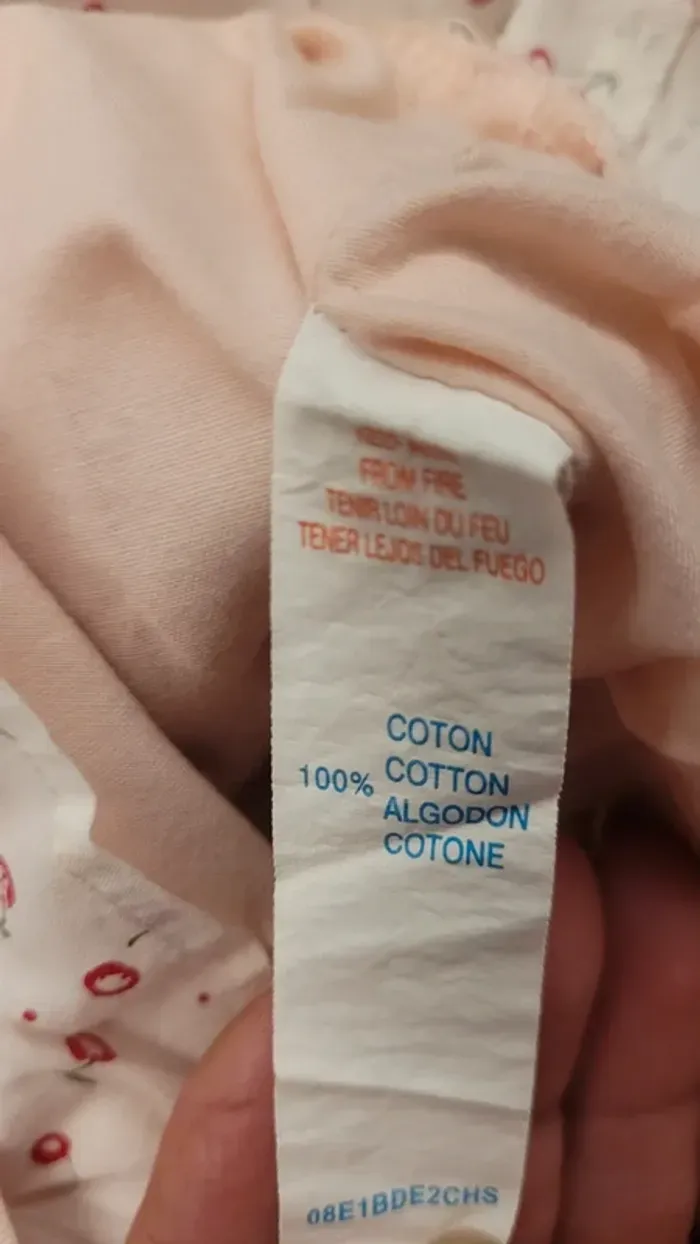 FROM FIRE
TENIR LOIN DU FEU
TENER LEJOS DEL FUEGO
COTON
100% COTTON
ALGODON
COTONE
08E1BDE2CHS